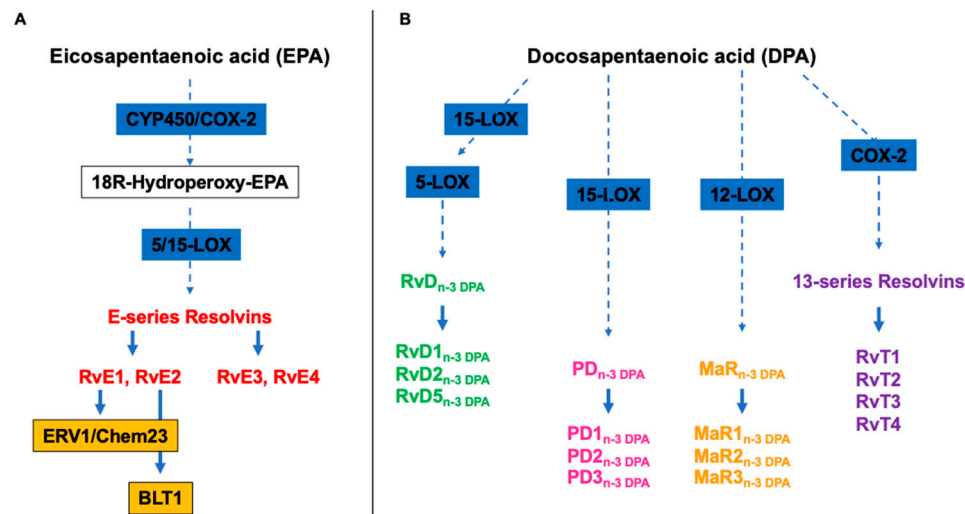 A
Eicosapentaenoic acid (EPA)
CYP450/COX-2
18R-Hydroperoxy-EPA
5/15-LOX
E-series Resolvins
RvE1, RvE2
RvE3, RvE4
ERV1/Chem23
BLT1
B
Docosapentaenoic acid (DPA)
15-LOX
5-LOX
15-LOX
12-LOX
COX-2
RvDn-3 DPA
RvD1n-3 DPA
RvD2n-3 DPA
RvD5n-3 DPA
PDn-3 DPA
PD1n-3 DPA
PD2n-3 DPA
PD3n-3 DPA
MaRn-3 DPA
MaR1n-3 DPA
MaR2n-3 DPA
MaR3n-3 DPA
13-series Resolvins
RvT1
RvT2
RvT3
RvT4